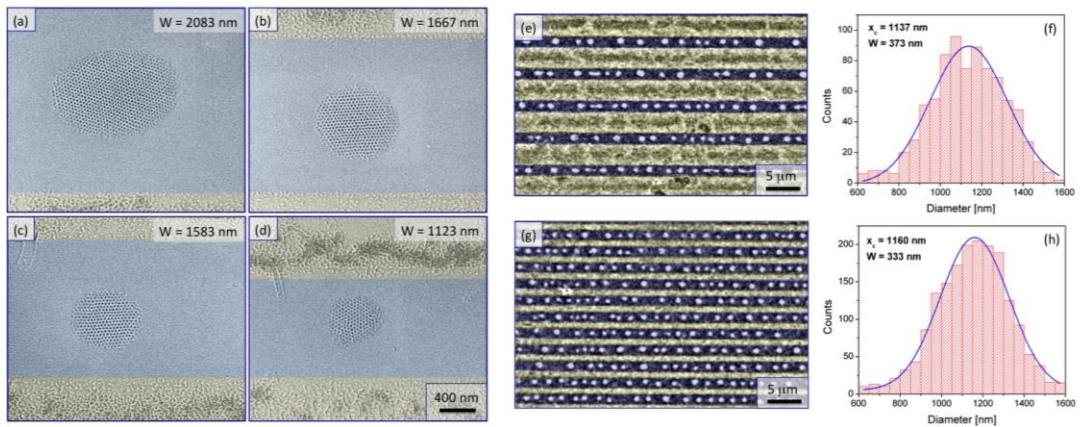 (a)
W = 2083 nm
(b)
W = 1667 nm
(c)
W = 1583 nm
(d)
W = 1123 nm
400 nm
(e)
5 μm
(f)
x_c = 1137 nm
W = 373 nm
Counts
100
80
60
40
20
0
600 800 1000 1200 1400 1600
Diameter [nm]
(g)
5 μm
(h)
x_c = 1160 nm
W = 333 nm
Counts
200
150
100
50
0
600 800 1000 1200 1400 1600
Diameter [nm]